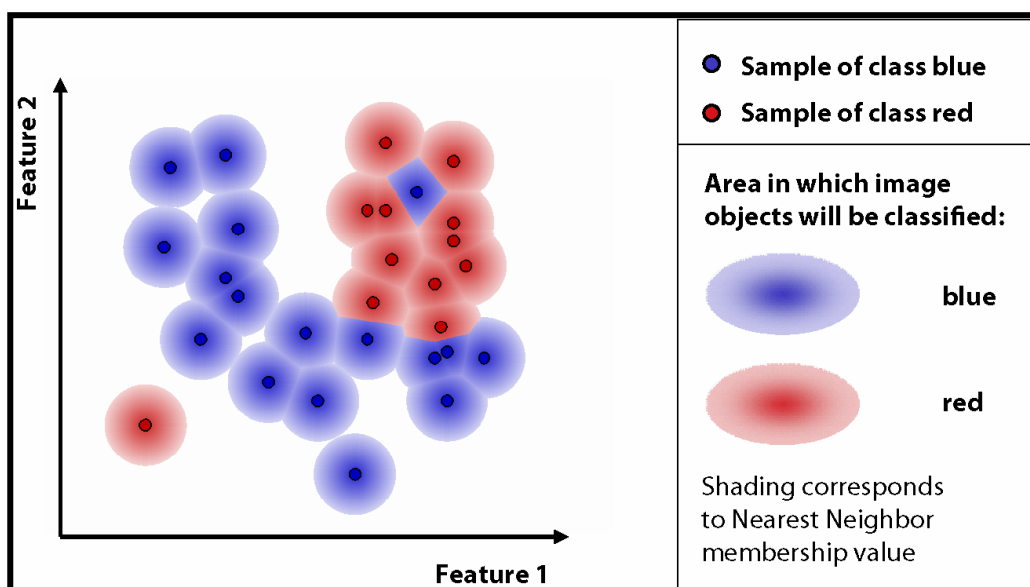 Feature 2
Feature 1
Sample of class blue
Sample of class red
Area in which image
objects will be classified:
blue
red
Shading corresponds
to Nearest Neighbor
membership value